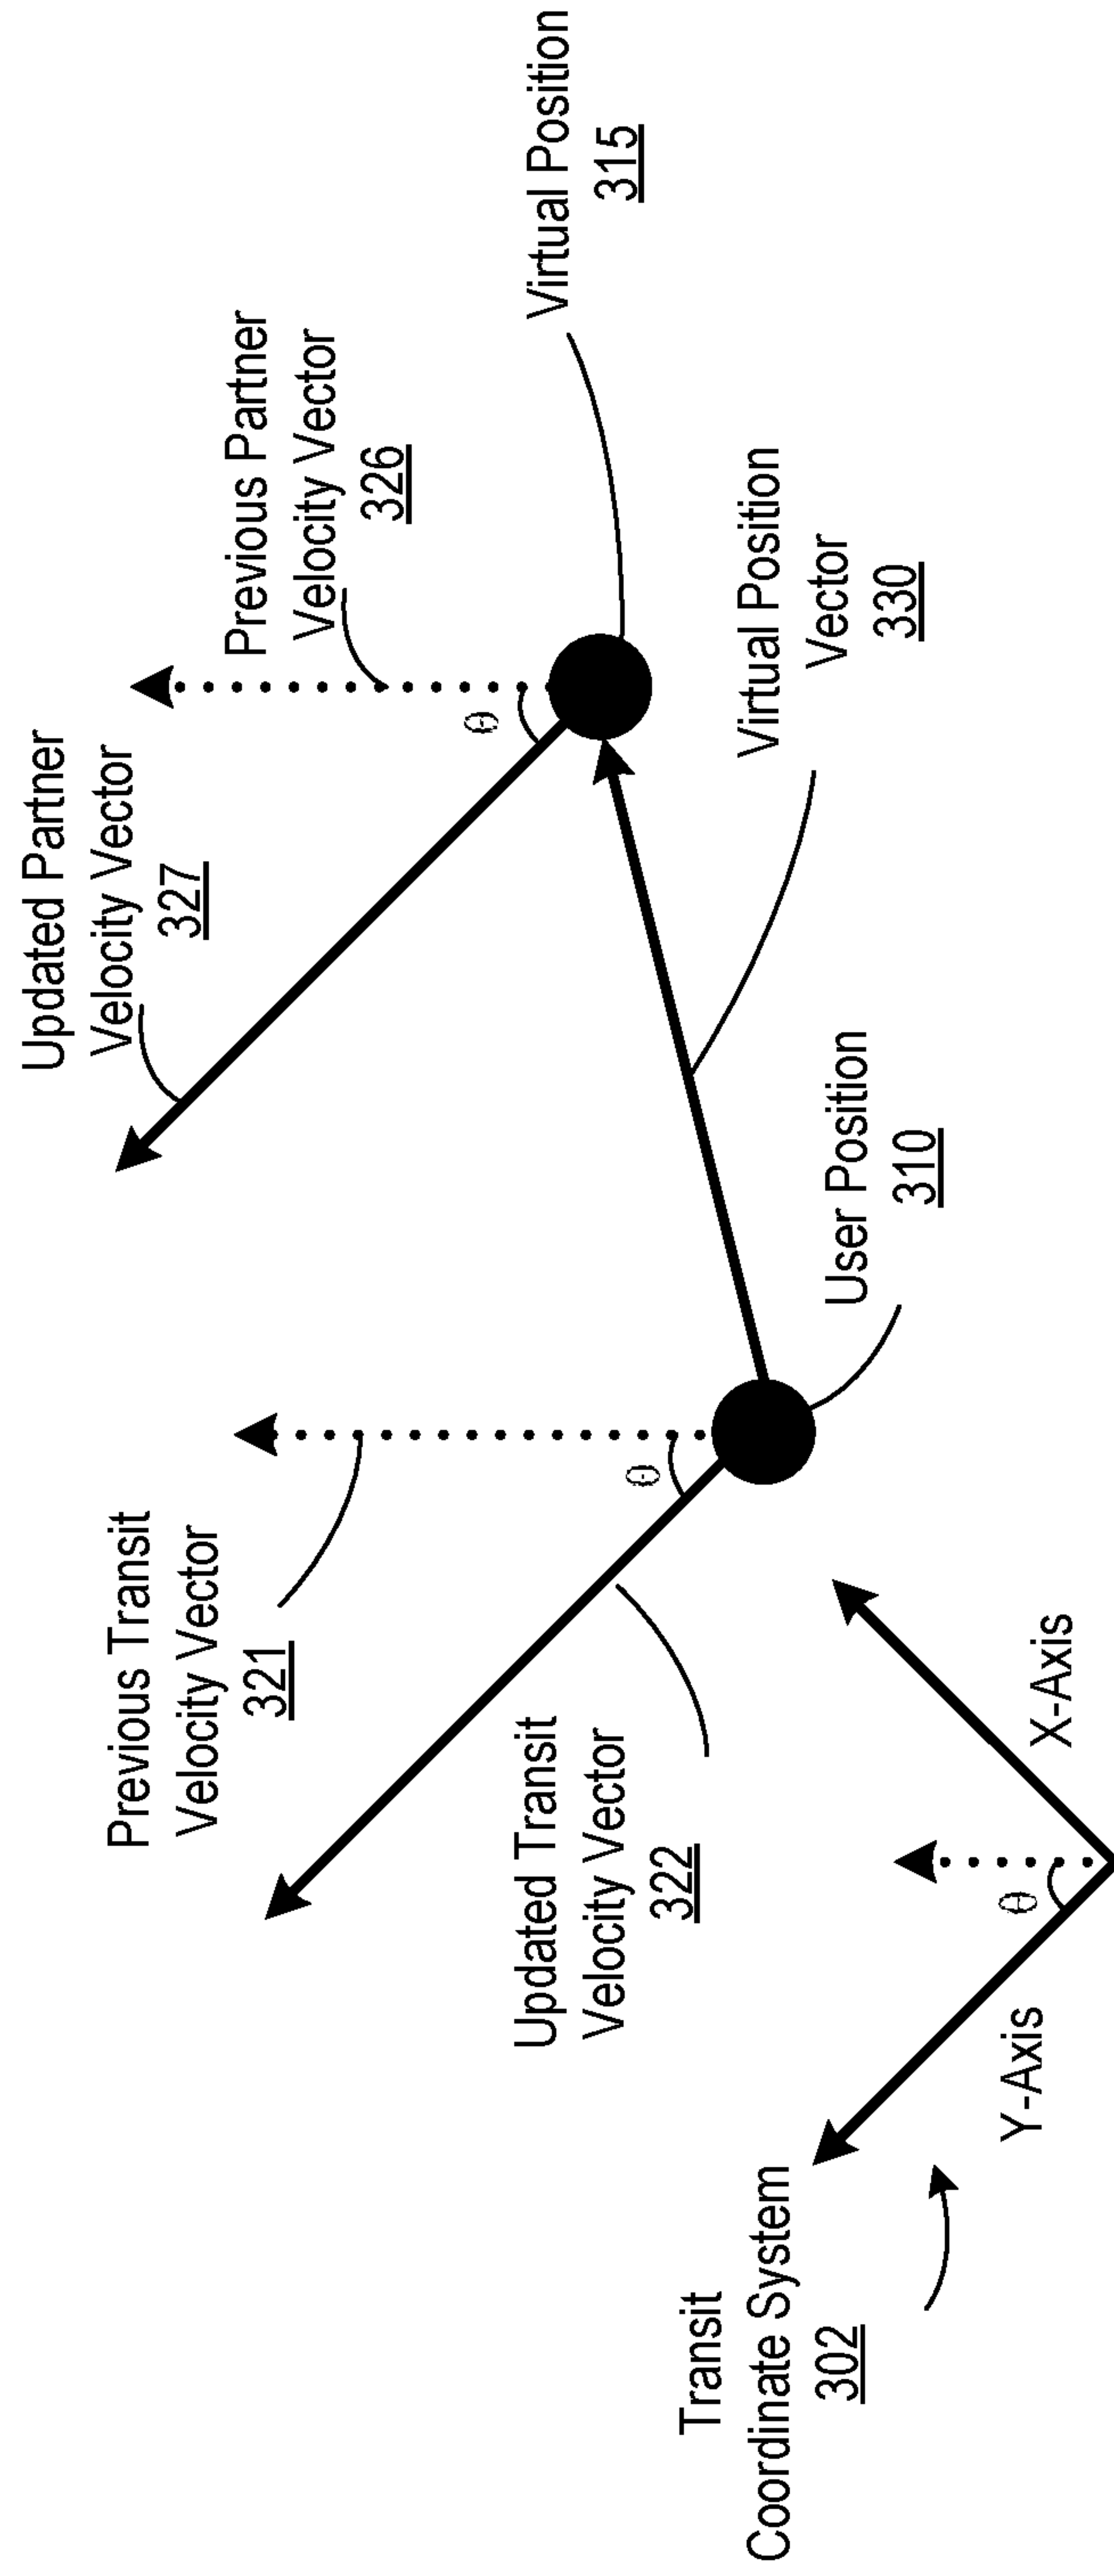 Updated Partner
Velocity Vector
327
Previous Partner
Velocity Vector
326
Previous Transit
Velocity Vector
321
Virtual Position
315
θ
θ
Updated Transit
Velocity Vector
322
Virtual Position
Vector
330
User Position
310
Transit
Coordinate System
302
θ
Y-Axis
X-Axis